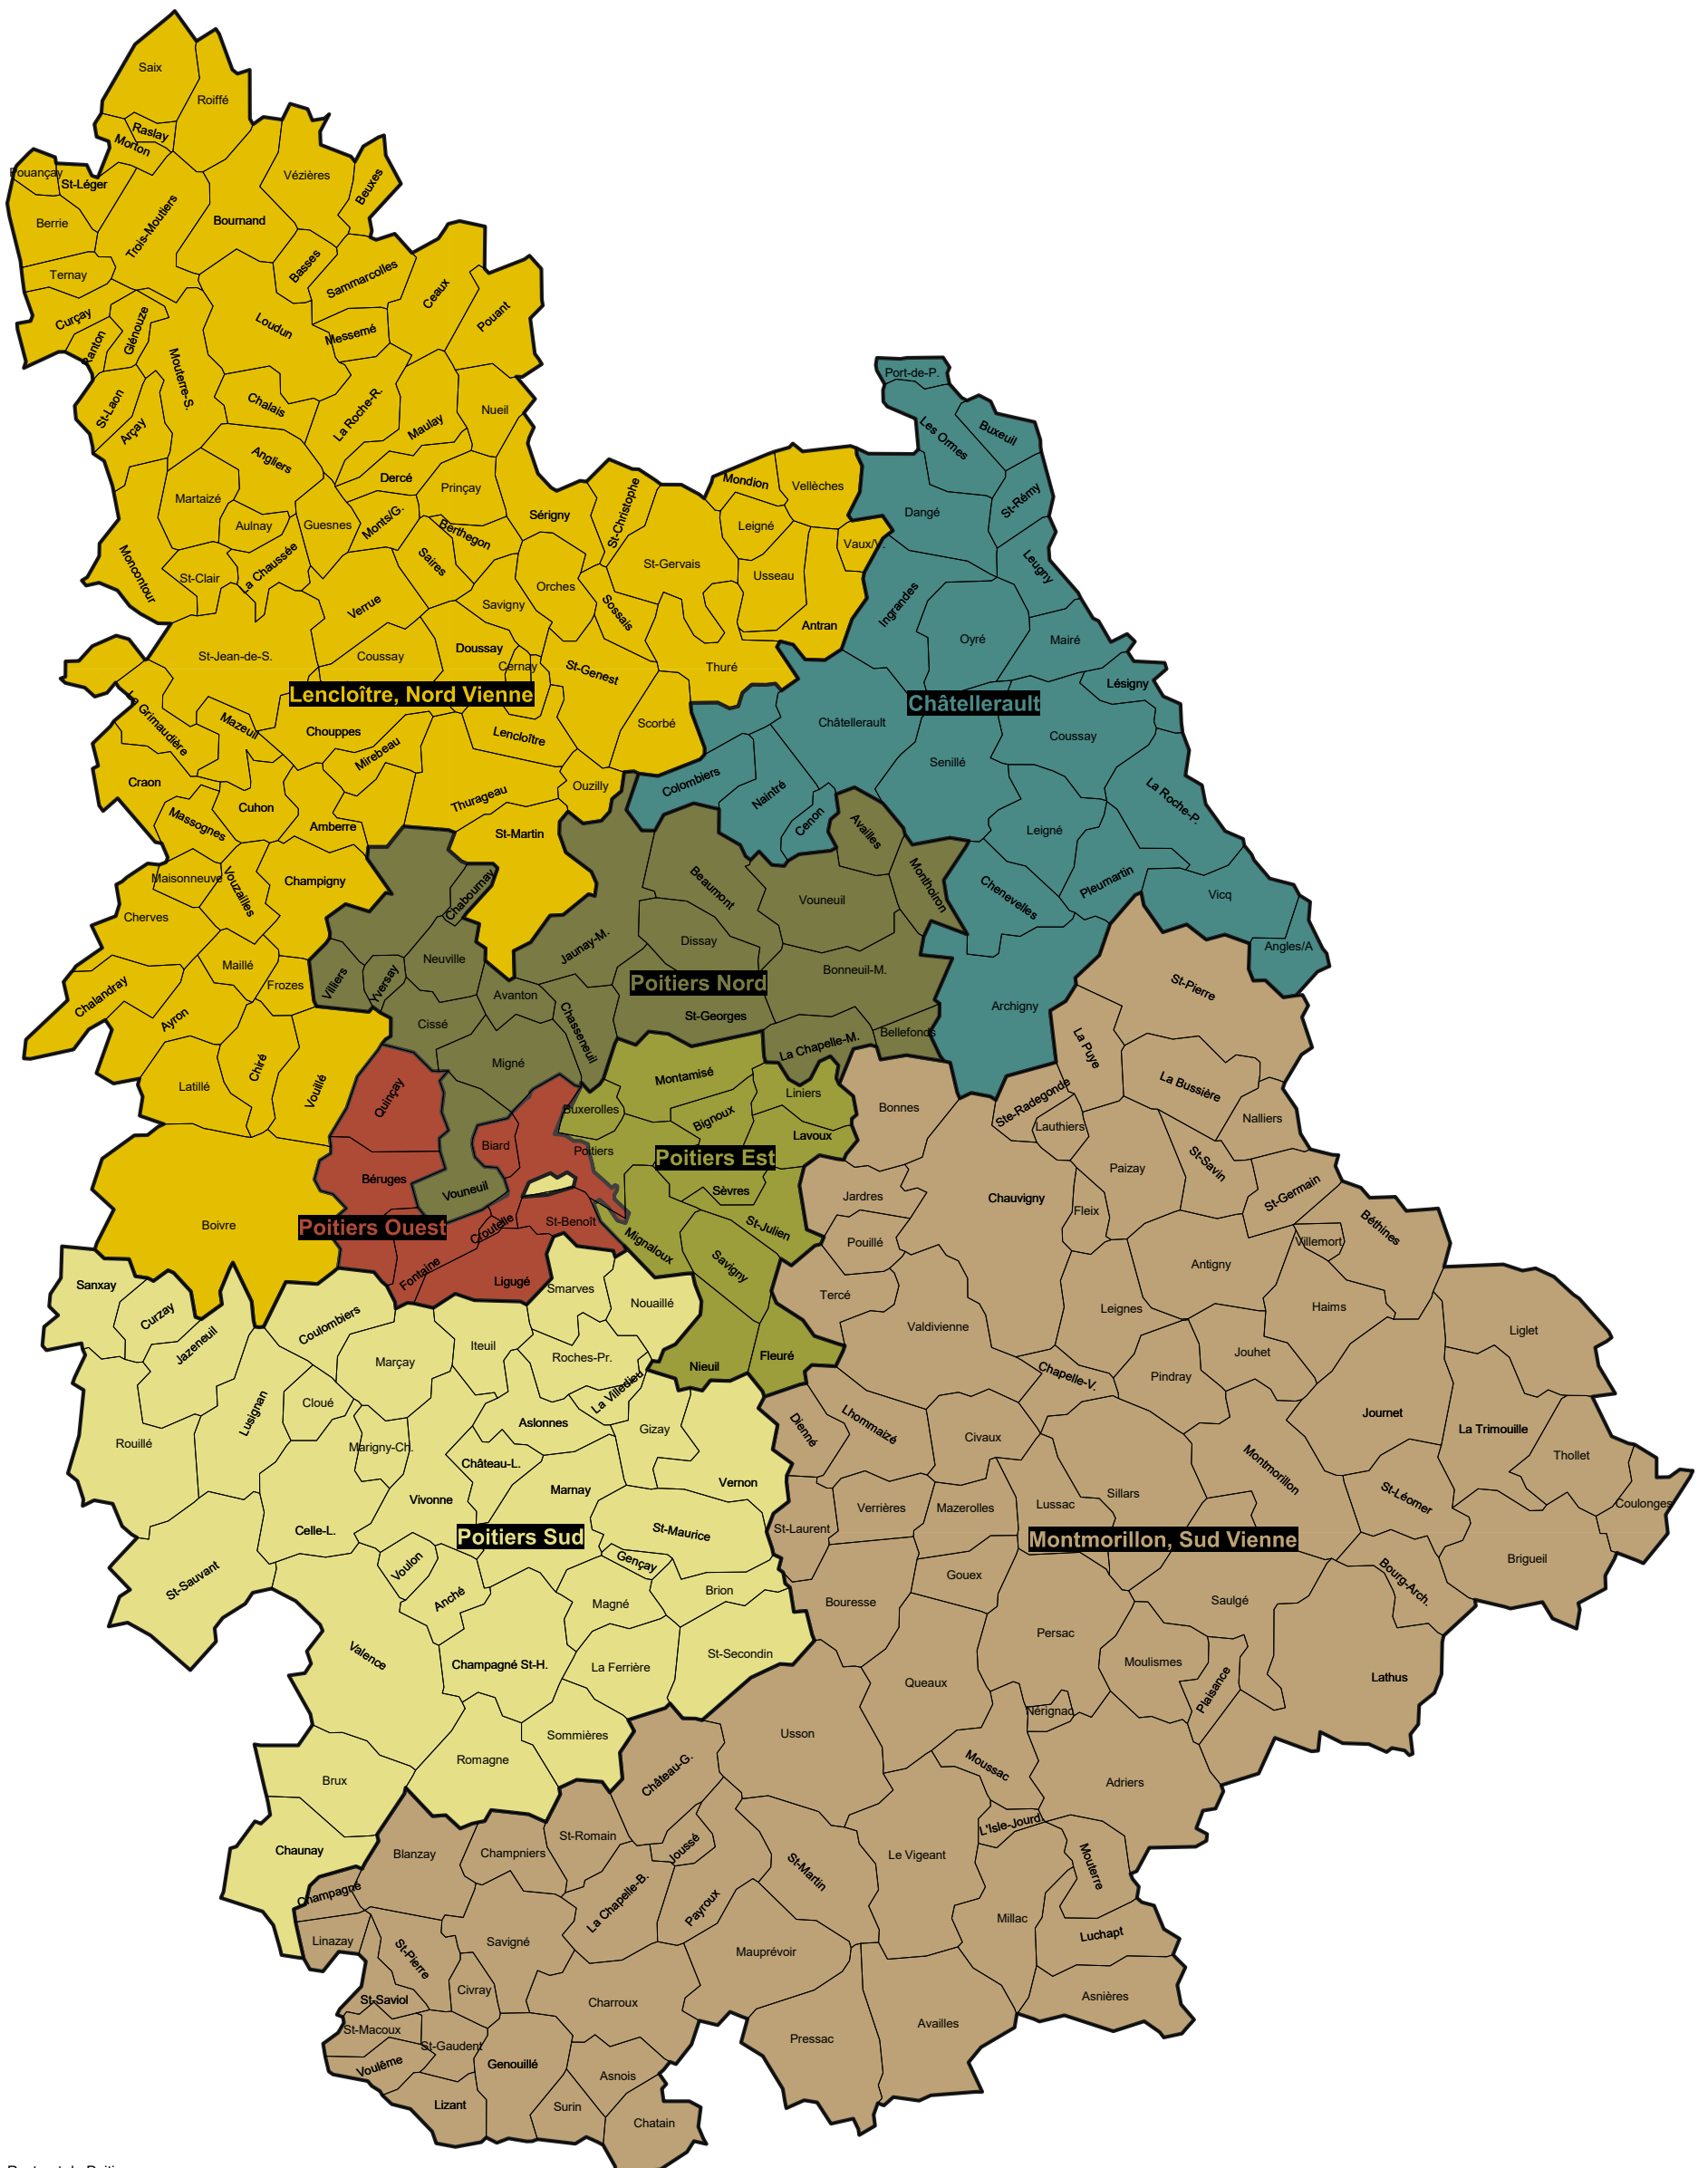 Saix
Roiffé
Raslay
Morton
Pouançay
St-Léger
Vézières
Beuxes
Berrie
Trois-Moutiers
Bournand
Ternay
Basses
Sammarcolles
Ceaux
Curçay
Ranton
Glénouze
Loudun
Messemé
Pouant
Mouterre-S.
St-Laon
Arçay
Chalais
La Roche-R.
Maulay
Nueil
Angliers
Martaizé
Dercé
Prinçay
Aulnay
Guesnes
Monts/G.
Berthegon
Sérigny
St-Christophe
Mondion
Vellèches
Leigné
Vaux/V.
Moncontour
St-Clair
La Chaussée
Saires
Orches
St-Gervais
Usseau
Verrue
Savigny
Sossais
Antran
St-Jean-de-S.
Coussay
Doussay
Cernay
St-Genest
Thuré
Lencloître, Nord Vienne
La Grimaudière
Mazeuil
Chouppes
Mirebeau
Lencloître
Scorbé
Craon
Cuhon
Thurageau
Ouzilly
Massognes
Amberre
St-Martin
Maisonneuve
Vouzailles
Champigny
Cherves
Maillé
Frozes
Chalandray
Ayron
Latillé
Chiré
Vouillé
Boivre
Port-de-P.
Les Ormes
Buxeuil
Dangé
St-Rémy
Leugny
Ingrandes
Oyré
Mairé
Lésigny
Châtellerault
Châtellerault
Coussay
Senillé
Colombiers
Naintré
Cenon
Leigné
La Roche-P.
Chenevelles
Pleumartin
Vicq
Angles/A
Archigny
Availles
Monthoiron
Beaumont
Vouneuil
Chabournay
Jaunay-M.
Dissay
Neuville
Villiers
Yversay
Bonneuil-M.
Poitiers Nord
Avanton
Cissé
Chasseneuil
St-Georges
La Chapelle-M.
Bellefonds
Migné
Vouneuil
Quinçay
Biard
Béruges
Poitiers
Poitiers Ouest
Croutelle
St-Benoît
Fontaine
Ligugé
Buxerolles
Montamisé
Liniers
Bignoux
Lavoux
Poitiers Est
Sèvres
St-Julien
Mignaloux
Savigny
Nieuil
Fleuré
Sanxay
Curzay
Jazeneuil
Coulombiers
Smarves
Nouaillé
Iteuil
Marçay
Roches-Pr.
La Villedieu
Cloué
Lusignan
Rouillé
Marigny-Ch.
Aslonnes
Gizay
Château-L.
Vernon
Marnay
Vivonne
Celle-L.
Poitiers Sud
St-Maurice
St-Sauvant
Voulon
Gençay
Anché
Magné
Brion
Valence
Champagné St-H.
La Ferrière
St-Secondin
Sommières
Romagne
Brux
Chaunay
St-Pierre
La Puye
La Bussière
Bonnes
Ste-Radegonde
Lauthiers
Nalliers
Paizay
St-Savin
St-Germain
Jardres
Chauvigny
Fleix
Béthines
Pouillé
Villemort
Antigny
Tercé
Leignes
Haims
Valdivienne
Liglet
Jouhet
Chapelle-V.
Pindray
Journet
La Trimouille
Dienné
Lhommaizé
Civaux
Thollet
Montmorillon
St-Léomer
Coulonges
Sillars
Verrières
Mazerolles
Lussac
St-Laurent
Montmorillon, Sud Vienne
Brigueil
Gouex
Bourg-Arch.
Bouresse
Saulgé
Persac
Moulismes
Plaisance
Lathus
Queaux
Nérignac
Usson
Moussac
Adriers
Château-G.
L'Isle-Jourd.
Blanzay
Champniers
St-Romain
Joussé
St-Martin
Le Vigeant
Mouterre
Champagné
La Chapelle-B.
Payroux
Millac
Luchapt
Linazay
St-Pierre
Savigné
Mauprévoir
Civray
Charroux
Asnières
St-Saviol
St-Macoux
St-Gaudent
Availles
Pressac
Voulême
Genouillé
Asnois
Lizant
Surin
Chatain